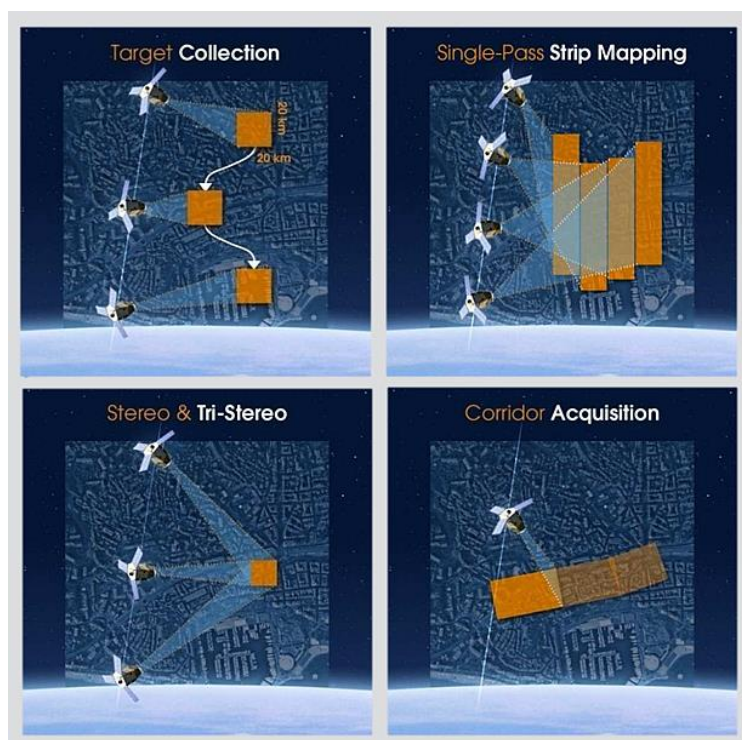 Target Collection
20 km
20 km
Single-Pass Strip Mapping
Stereo & Tri-Stereo
Corridor Acquisition